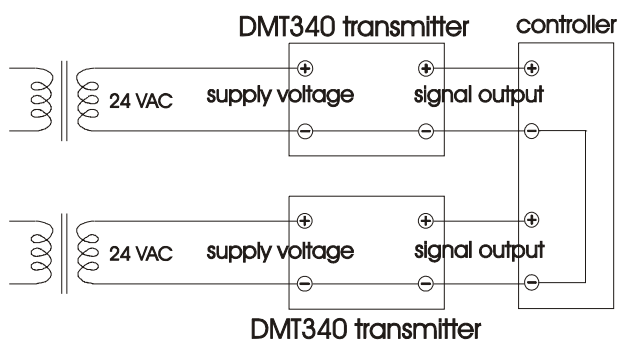 DMT340 transmitter
controller
+ + +
24 VAC
supply voltage
signal output
- - -
+ + +
24 VAC
supply voltage
signal output
- - -
DMT340 transmitter